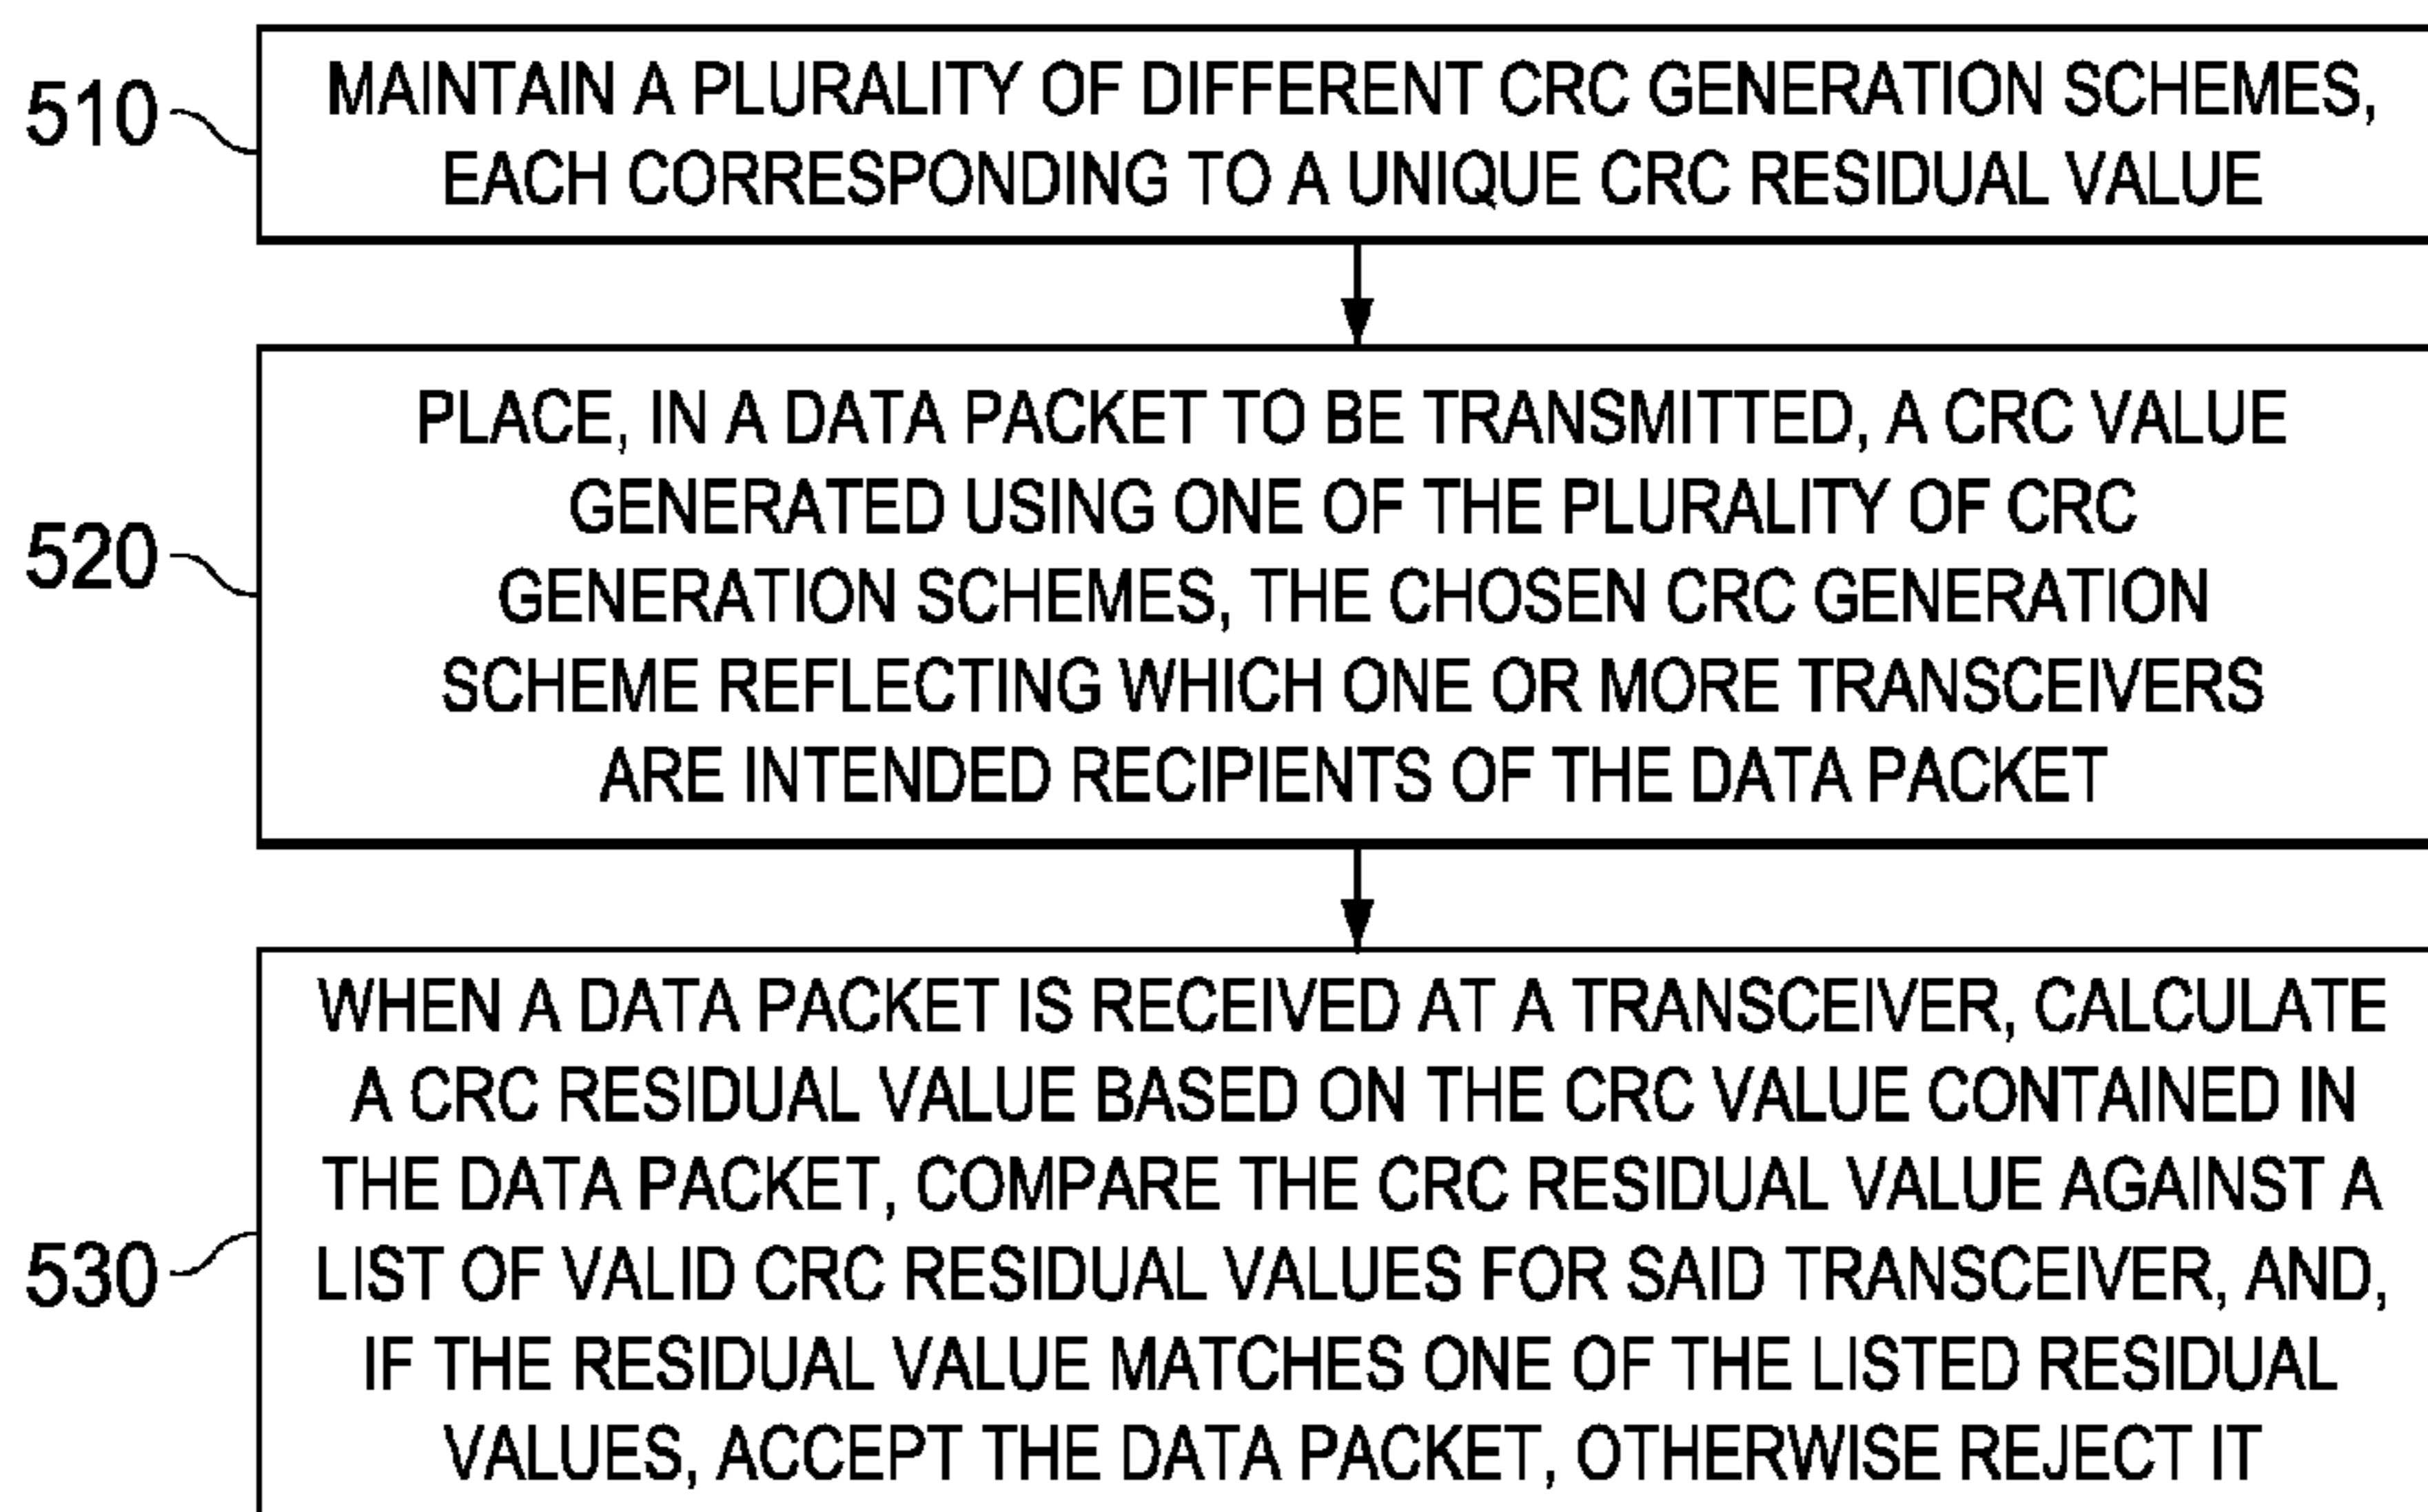 510
MAINTAIN A PLURALITY OF DIFFERENT CRC GENERATION SCHEMES,
EACH CORRESPONDING TO A UNIQUE CRC RESIDUAL VALUE
520
PLACE, IN A DATA PACKET TO BE TRANSMITTED, A CRC VALUE
GENERATED USING ONE OF THE PLURALITY OF CRC
GENERATION SCHEMES, THE CHOSEN CRC GENERATION
SCHEME REFLECTING WHICH ONE OR MORE TRANSCEIVERS
ARE INTENDED RECIPIENTS OF THE DATA PACKET
530
WHEN A DATA PACKET IS RECEIVED AT A TRANSCEIVER, CALCULATE
A CRC RESIDUAL VALUE BASED ON THE CRC VALUE CONTAINED IN
THE DATA PACKET, COMPARE THE CRC RESIDUAL VALUE AGAINST A
LIST OF VALID CRC RESIDUAL VALUES FOR SAID TRANSCEIVER, AND,
IF THE RESIDUAL VALUE MATCHES ONE OF THE LISTED RESIDUAL
VALUES, ACCEPT THE DATA PACKET, OTHERWISE REJECT IT